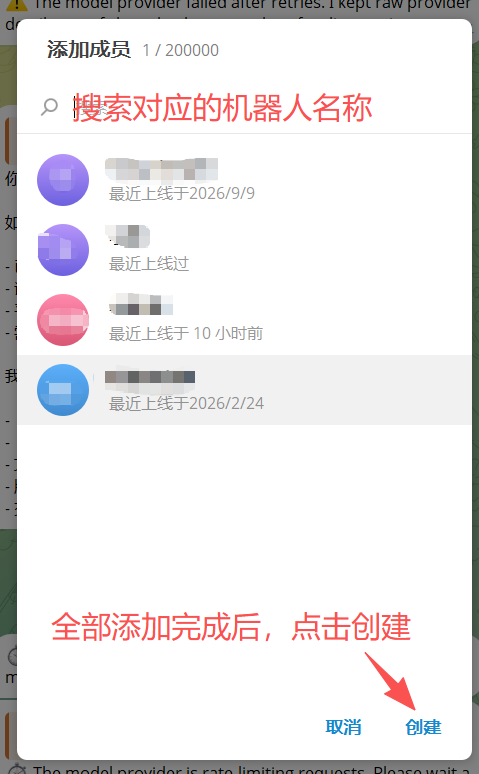 The model provider failed after retries. I kept raw provider
添加成员 1 / 200000
搜索对应的机器人名称
最近上线于2026/9/9
最近上线过
最近上线于 10 小时前
最近上线于2026/2/24
你
如
我
全部添加完成后，点击创建
取消 创建
The model provider is rate-limiting requests. Please wait a